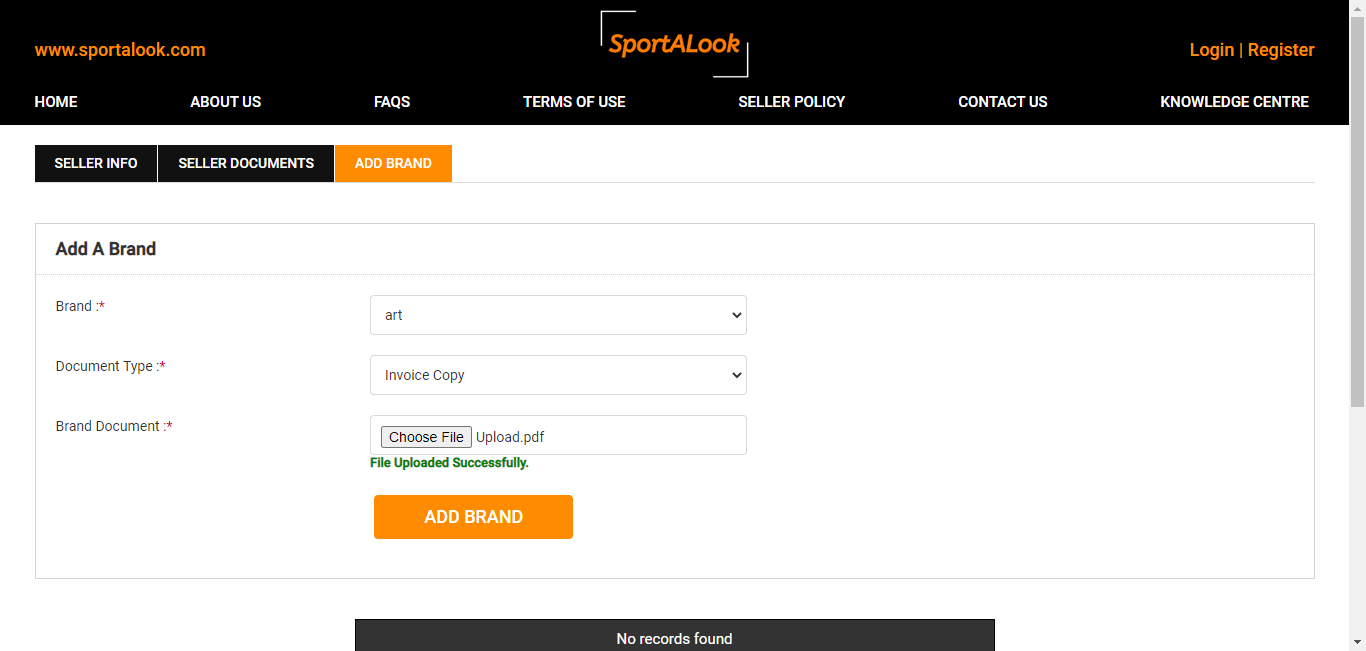 www.sportalook.com
SportALook
Login | Register
HOME ABOUT US FAQS TERMS OF USE SELLER POLICY CONTACT US KNOWLEDGE CENTRE
SELLER INFO SELLER DOCUMENTS ADD BRAND
Add A Brand
Brand :*
art
Document Type :*
Invoice Copy
Brand Document :*
Choose File Upload.pdf
File Uploaded Successfully.
ADD BRAND
No records found